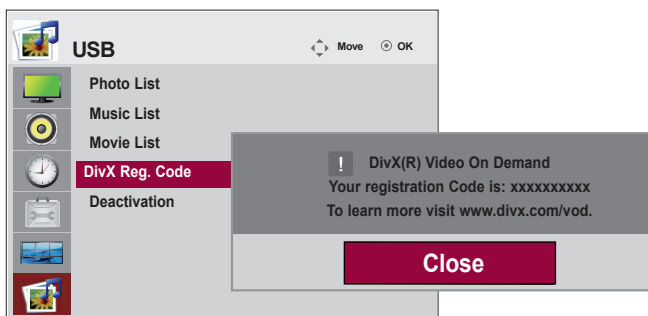 USB
Move OK
Photo List
Music List
Movie List
DivX Reg. Code
Deactivation
! DivX(R) Video On Demand
Your registration Code is: xxxxxxxxxx
To learn more visit www.divx.com/vod.
Close